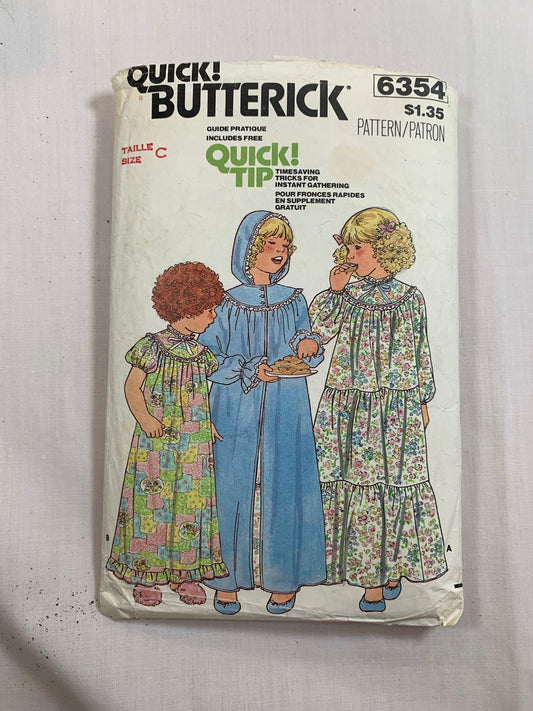 QUICK!
BUTTERICK®
6354
$1.35
PATTERN/PATRON
GUIDE PRATIQUE
INCLUDES FREE
TAILLE C
SIZE
QUICK!
TIP
TIMESAVING
TRICKS FOR
INSTANT GATHERING
POUR FRONCES RAPIDES
EN SUPPLEMENT
GRATUIT
B
A